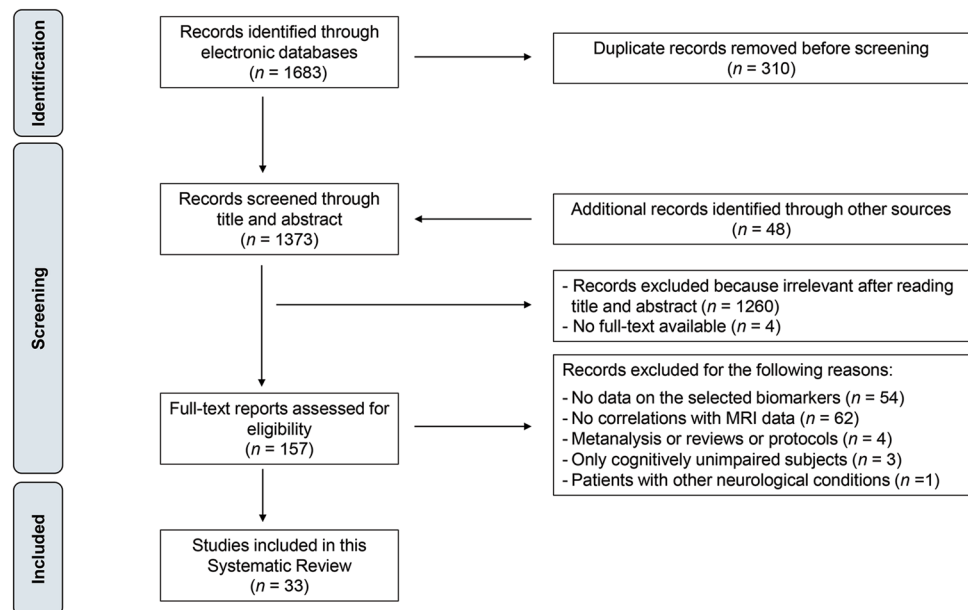 Identification
Records identified through
electronic databases
(n = 1683)
Duplicate records removed before screening
(n = 310)
Screening
Records screened through
title and abstract
(n = 1373)
Additional records identified through other sources
(n = 48)
- Records excluded because irrelevant after reading
title and abstract (n = 1260)
- No full-text available (n = 4)
Full-text reports assessed for
eligibility
(n = 157)
Records excluded for the following reasons:
- No data on the selected biomarkers (n = 54)
- No correlations with MRI data (n = 62)
- Metanalysis or reviews or protocols (n = 4)
- Only cognitively unimpaired subjects (n = 3)
- Patients with other neurological conditions (n =1)
Included
Studies included in this
Systematic Review
(n = 33)